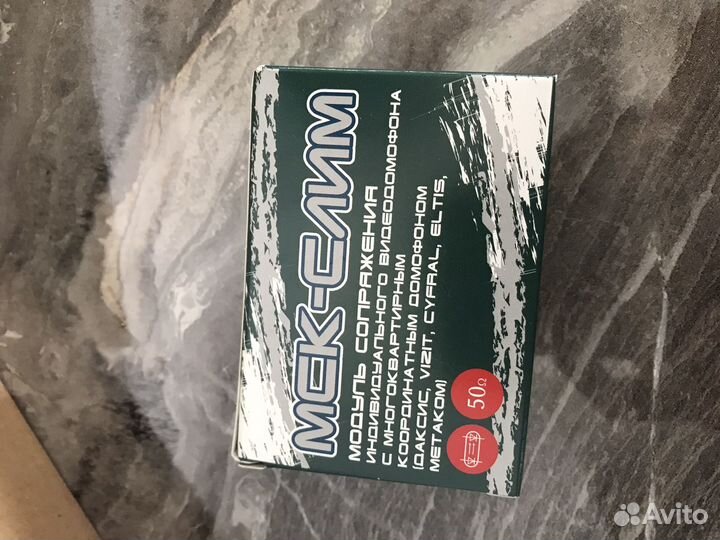 МСК-СЛИМ
МОДУЛЬ СОПРЯЖЕНИЯ
ИНДИВИДУАЛЬНОГО ВИДЕОДОМОФОНА
С МНОГОКВАРТИРНЫМ
КООРДИНАТНЫМ ДОМОФОНОМ
(ДАКСИС, VIZIT, CYFRAL, ELTIS,
МЕТАКОМ)
50Ω
Avito